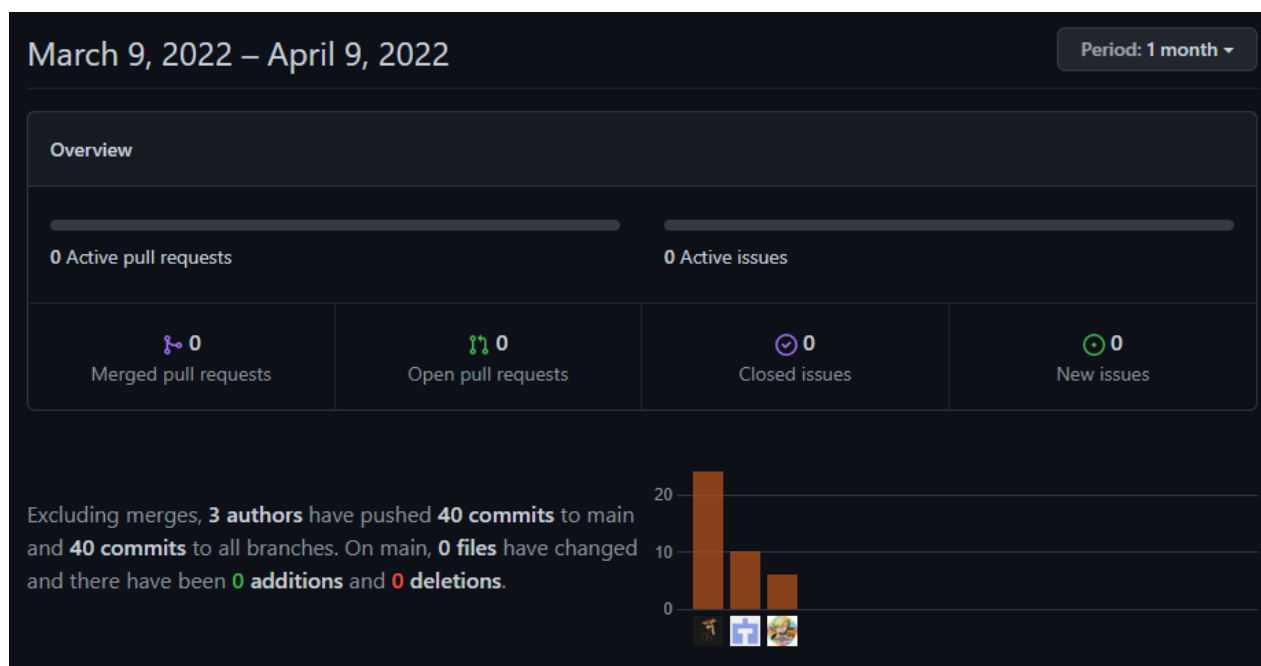 March 9, 2022 – April 9, 2022
Period: 1 month
Overview
0 Active pull requests
0 Active issues
0
Merged pull requests
0
Open pull requests
0
Closed issues
0
New issues
Excluding merges, 3 authors have pushed 40 commits to main
and 40 commits to all branches. On main, 0 files have changed
and there have been 0 additions and 0 deletions.
20
10
0